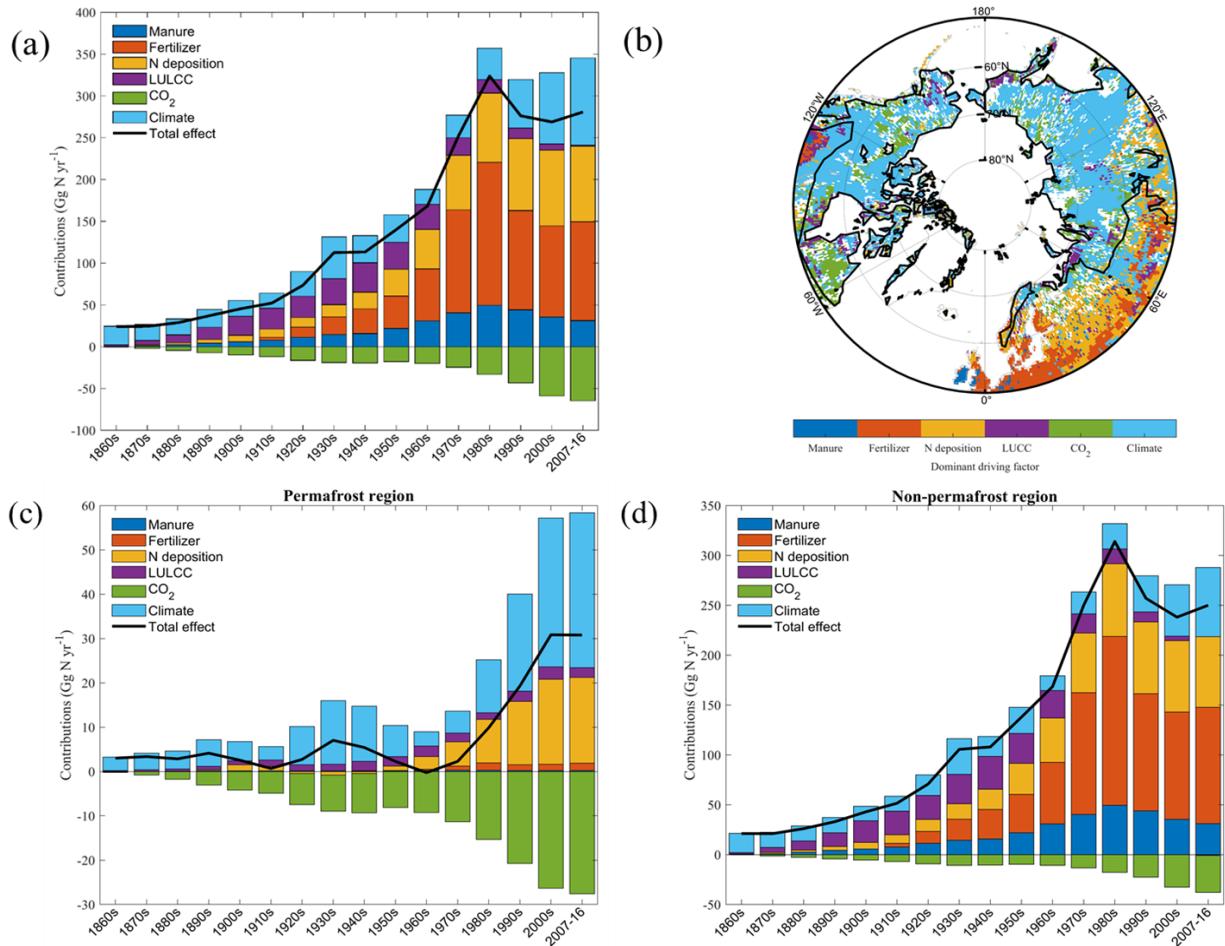 (a)
Manure
Fertilizer
N deposition
LULCC
CO2
Climate
Total effect
400
350
300
250
200
150
100
50
0
-50
-100
Contributions (Gg N yr-1)
1860s
1870s
1880s
1890s
1900s
1910s
1920s
1930s
1940s
1950s
1960s
1970s
1980s
1990s
2000s
2007-16
(b)
180°
60°N
120°W
120°E
80°N
60°W
60°E
0°
Manure Fertilizer N deposition LUCC CO2 Climate
Dominant driving factor
(c)
Permafrost region
Manure
Fertilizer
N deposition
LULCC
CO2
Climate
Total effect
60
50
40
30
20
10
0
-10
-20
-30
Contributions (Gg N yr-1)
1860s
1870s
1880s
1890s
1900s
1910s
1920s
1930s
1940s
1950s
1960s
1970s
1980s
1990s
2000s
2007-16
(d)
Non-permafrost region
Manure
Fertilizer
N deposition
LULCC
CO2
Climate
Total effect
350
300
250
200
150
100
50
0
-50
Contributions (Gg N yr-1)
1860s
1870s
1880s
1890s
1900s
1910s
1920s
1930s
1940s
1950s
1960s
1970s
1980s
1990s
2000s
2007-16